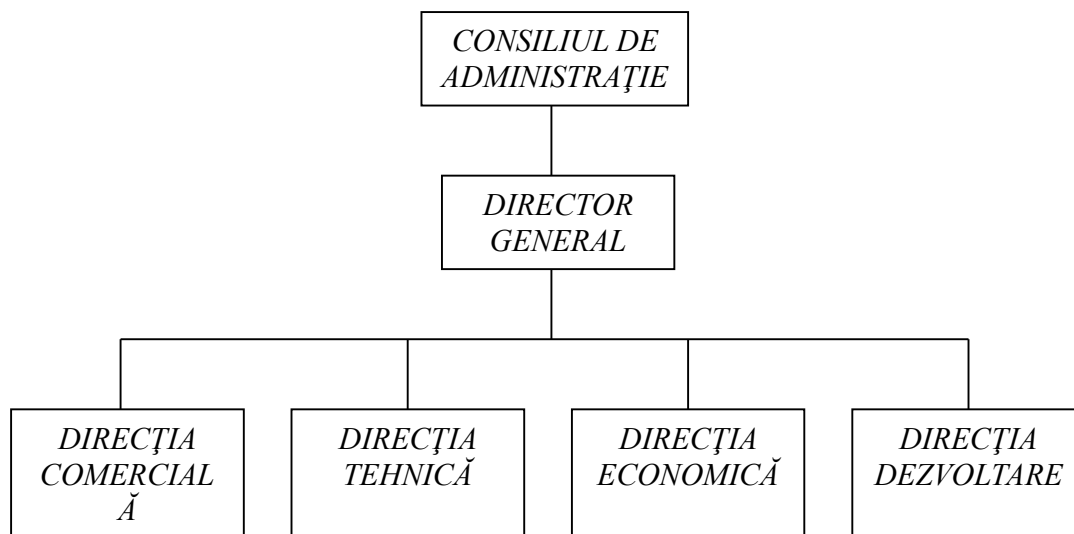 CONSILIUL DE
ADMINISTRAŢIE
DIRECTOR
GENERAL
DIRECŢIA
COMERCIAL
Ă
DIRECŢIA
TEHNICĂ
DIRECŢIA
ECONOMICĂ
DIRECŢIA
DEZVOLTARE